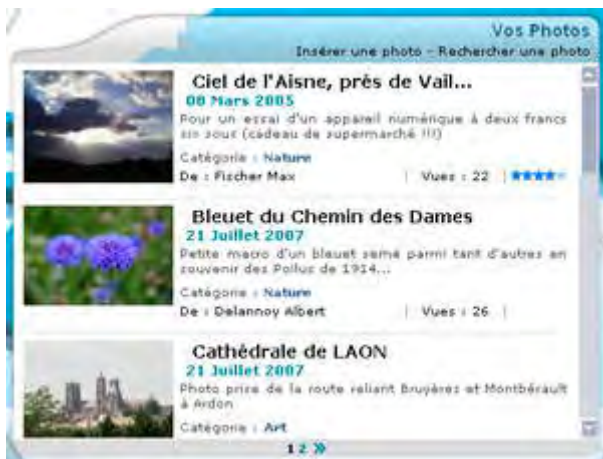 Vos Photos
Insérer une photo - Rechercher une photo
Ciel de l'Aisne, prés de Vail...
08 Mars 2005
Pour un essai d'un appareil numérique à deux francs
six sous (cadeau de supermarché !!!)
Catégorie : Nature
De : Fischer Max | Vues : 22 |
Bleuet du Chemin des Dames
21 Juillet 2007
Petite macro d'un bleuet semé parmi tant d'autres en
souvenir des Poilus de 1914...
Catégorie : Nature
De : Delannoy Albert | Vues : 26 |
Cathédrale de LAON
21 Juillet 2007
Photo prise de la route reliant Bruyères et Montbérault
à Ardon
Catégorie : Art
1 2 »